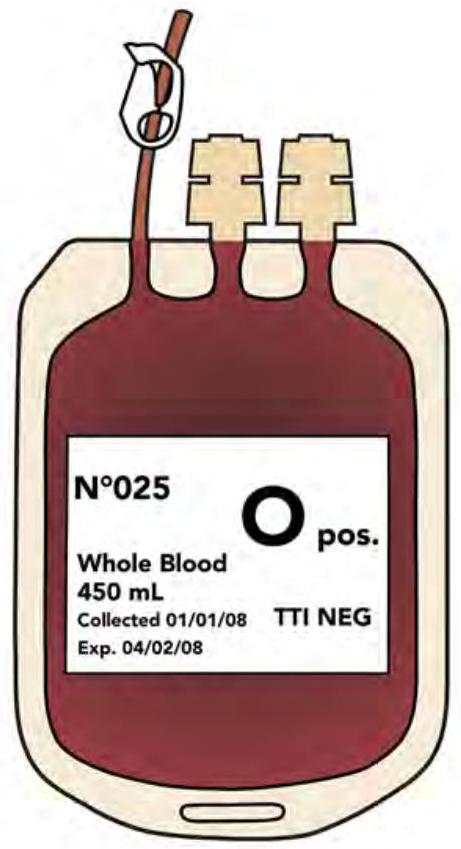 N°025
O pos.
Whole Blood
450 mL
Collected 01/01/08
TTI NEG
Exp. 04/02/08